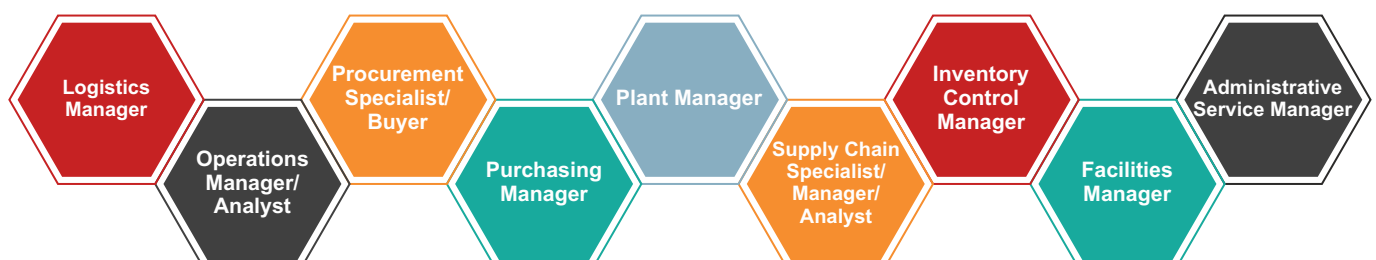 Logistics
Manager
Operations
Manager/
Analyst
Procurement
Specialist/
Buyer
Purchasing
Manager
Plant Manager
Supply Chain
Specialist/
Manager/
Analyst
Inventory
Control
Manager
Facilities
Manager
Administrative
Service Manager